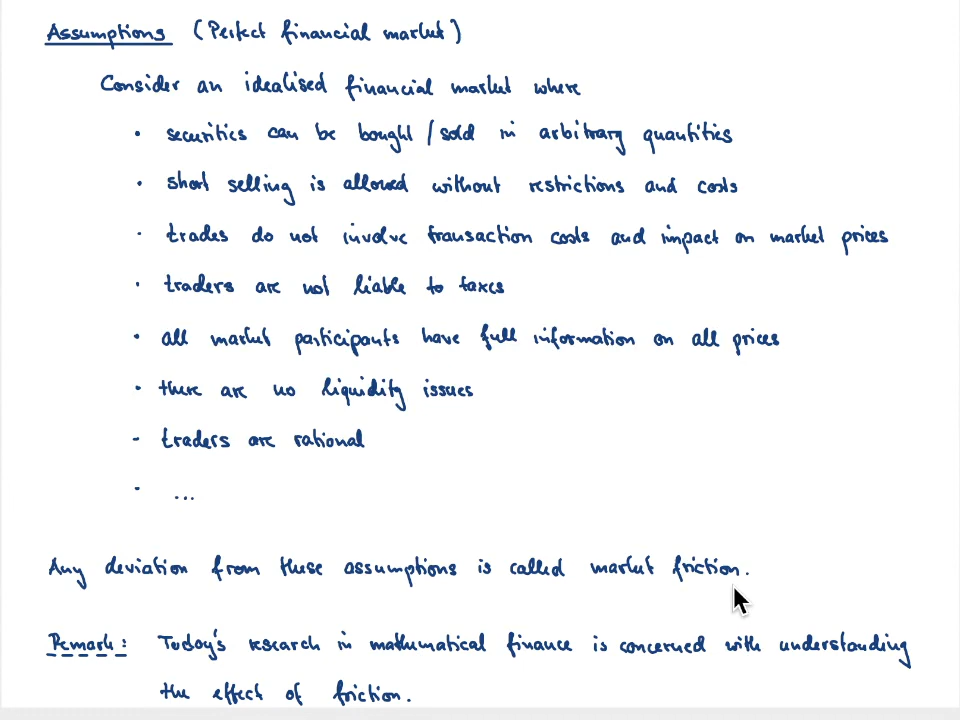 Assumptions (Perfect financial market)
Consider an idealised financial market where
· securities can be bought / sold in arbitrary quantities
· short selling is allowed without restrictions and costs
· trades do not involve transaction costs and impact on market prices
· traders are not liable to taxes
· all market participants have full information on all prices
· there are no liquidity issues
- traders are rational
· ...
Any deviation from these assumptions is called market friction.
Remark: Today's research in mathematical finance is concerned with understanding
the effect of friction.